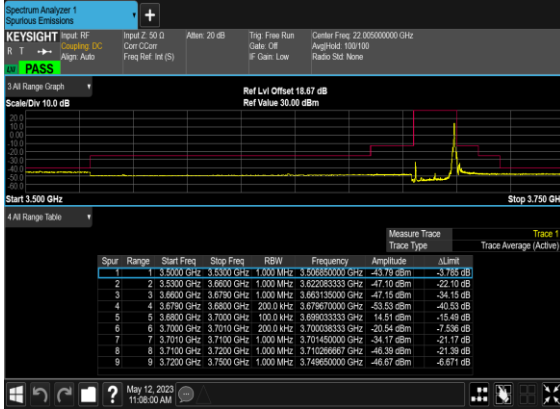 Spectrum Analyzer 1
Spurious Emissions
+
KEYSIGHT Input: RF Input Z: 50 Ω Atten: 20 dB Trig: Free Run Center Freq: 22.005000000 GHz
R T Coupling: DC Corr CCorr Gate: Off Avg|Hold: 100/100
Align: Auto Freq Ref: Int (S) IF Gain: Low Radio Std: None
LNI PASS
3 All Range Graph
Ref Lvl Offset 18.67 dB
Scale/Div 10.0 dB Ref Value 30.00 dBm
20.0
10.0
0.00
-10.0
-20.0
-30.0
-40.0
-50.0
-60.0
Start 3.500 GHz Stop 3.750 GH
4 All Range Table
Measure Trace Trace 1
Trace Type Trace Average (Active)
Spur Range Start Freq Stop Freq RBW Frequency Amplitude ΔLimit
1 1 3.5000 GHz 3.5300 GHz 1.000 MHz 3.506850000 GHz -43.79 dBm -3.785 dB
2 2 3.5300 GHz 3.6600 GHz 1.000 MHz 3.622083333 GHz -47.10 dBm -22.10 dB
3 3 3.6600 GHz 3.6790 GHz 1.000 MHz 3.663135000 GHz -47.15 dBm -34.15 dB
4 4 3.6790 GHz 3.6800 GHz 200.0 kHz 3.679670000 GHz -53.53 dBm -40.53 dB
5 5 3.6800 GHz 3.7000 GHz 100.0 kHz 3.699033333 GHz 14.51 dBm -15.49 dB
6 6 3.7000 GHz 3.7010 GHz 200.0 kHz 3.700038333 GHz -20.54 dBm -7.536 dB
7 7 3.7010 GHz 3.7100 GHz 1.000 MHz 3.701450000 GHz -34.17 dBm -21.17 dB
8 8 3.7100 GHz 3.7200 GHz 1.000 MHz 3.710266667 GHz -46.39 dBm -21.39 dB
9 9 3.7200 GHz 3.7500 GHz 1.000 MHz 3.749650000 GHz -46.67 dBm -6.671 dB
? May 12, 2023
11:08:00 AM